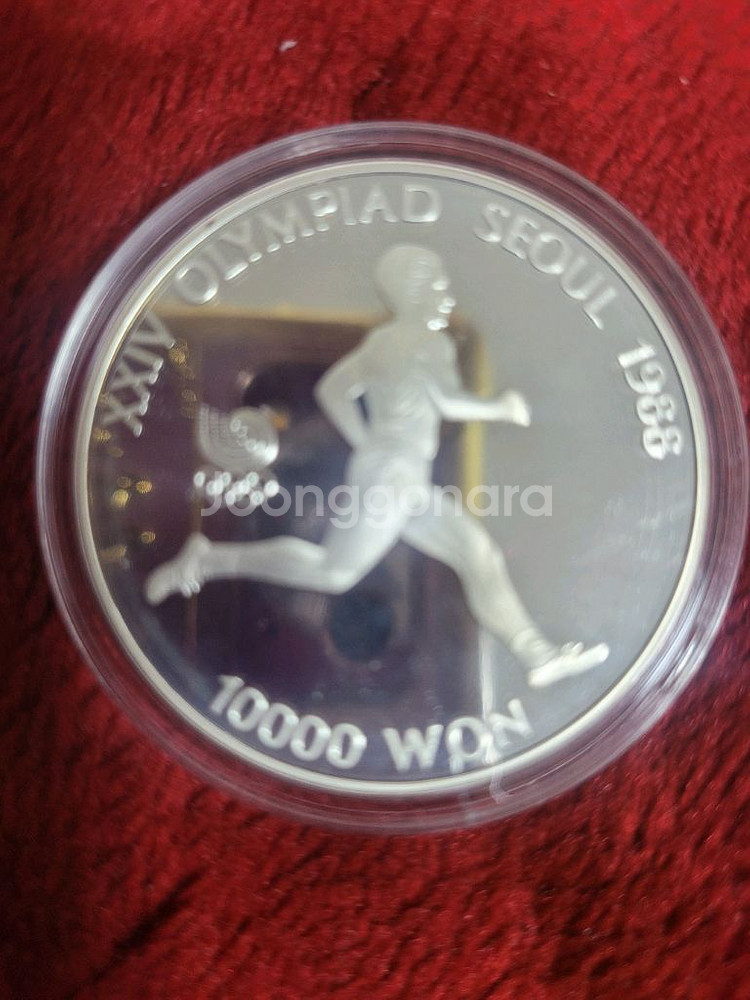 XXIV OLYMPIAD SEOUL 1988
Joonggonara
10000 WON